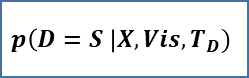 p(D = S |X, Vis, T_D)